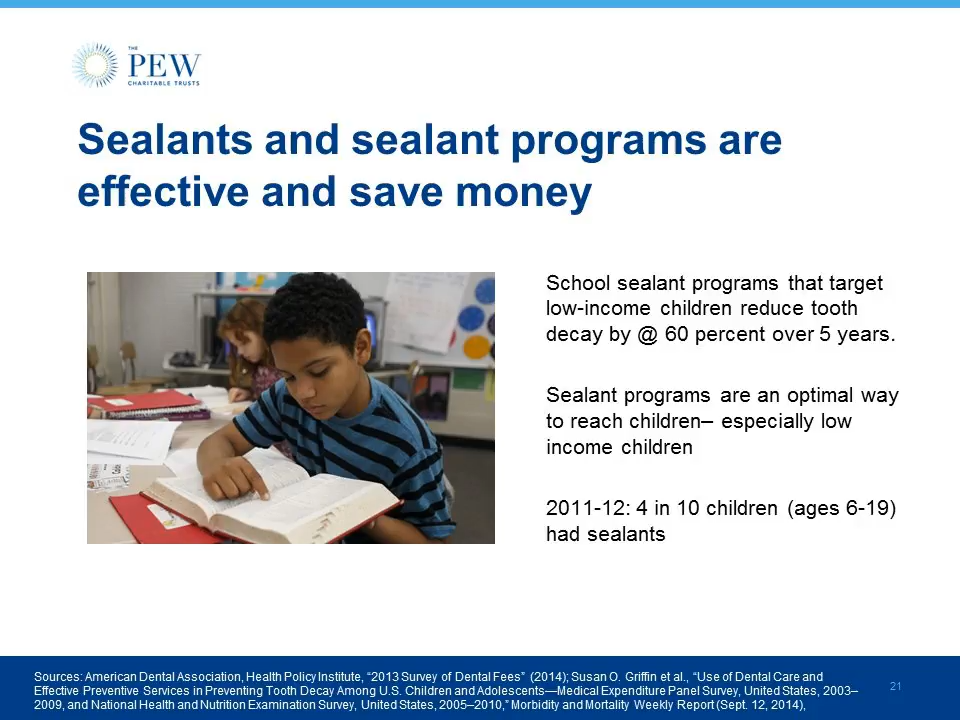 THE
PEW
CHARITABLE TRUSTS
Sealants and sealant programs are
effective and save money
School sealant programs that target
low-income children reduce tooth
decay by @ 60 percent over 5 years.
Sealant programs are an optimal way
to reach children– especially low
income children
2011-12: 4 in 10 children (ages 6-19)
had sealants
Sources: American Dental Association, Health Policy Institute, “2013 Survey of Dental Fees” (2014); Susan O. Griffin et al., “Use of Dental Care and
Effective Preventive Services in Preventing Tooth Decay Among U.S. Children and Adolescents—Medical Expenditure Panel Survey, United States, 2003–
2009, and National Health and Nutrition Examination Survey, United States, 2005–2010,” Morbidity and Mortality Weekly Report (Sept. 12, 2014),
21